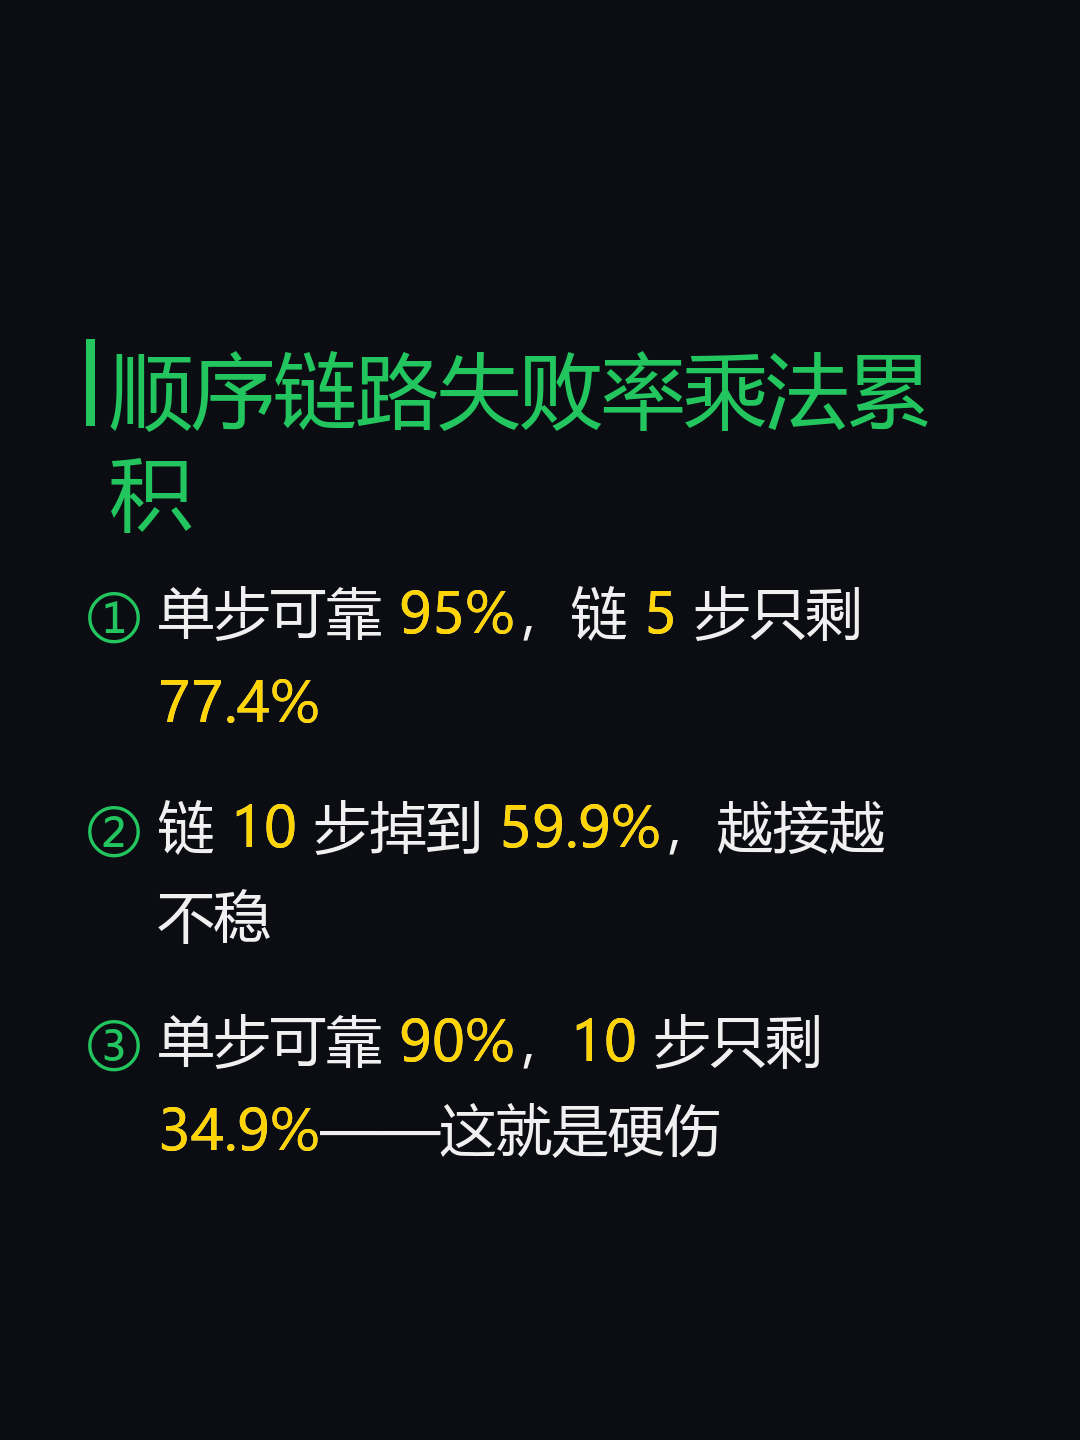 顺序链路失败率乘法累
积
① 单步可靠 95%，链 5 步只剩
77.4%
② 链 10 步掉到 59.9%，越接越
不稳
③ 单步可靠 90%，10 步只剩
34.9%——这就是硬伤